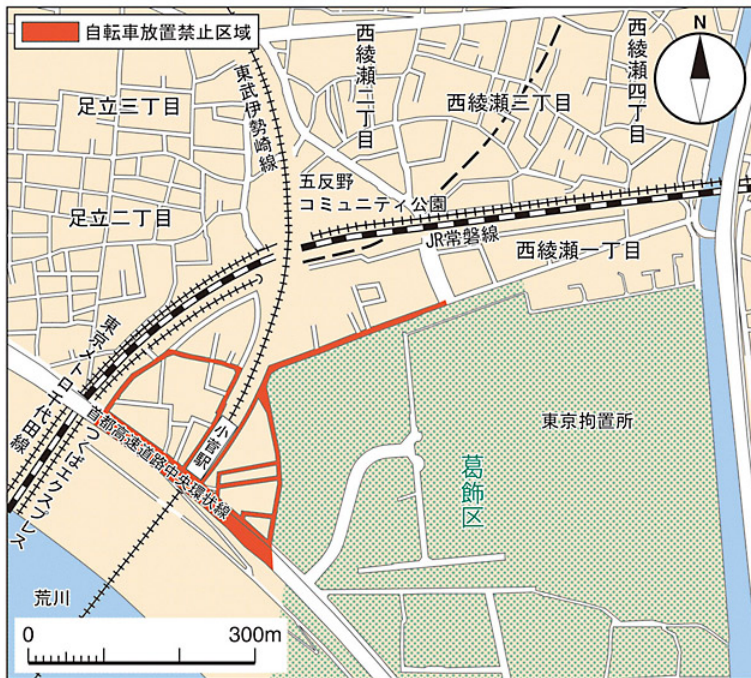 自転車放置禁止区域
N
足立三丁目
東武伊勢崎線
西綾瀬二丁目
西綾瀬三丁目
西綾瀬四丁目
五反野
コミュニティ公園
足立二丁目
JR常磐線
西綾瀬一丁目
東京メトロ千代田線
つくばエクスプレス
首都高速道路中央環状線
小菅駅
東京拘置所
葛飾区
荒川
0
300m